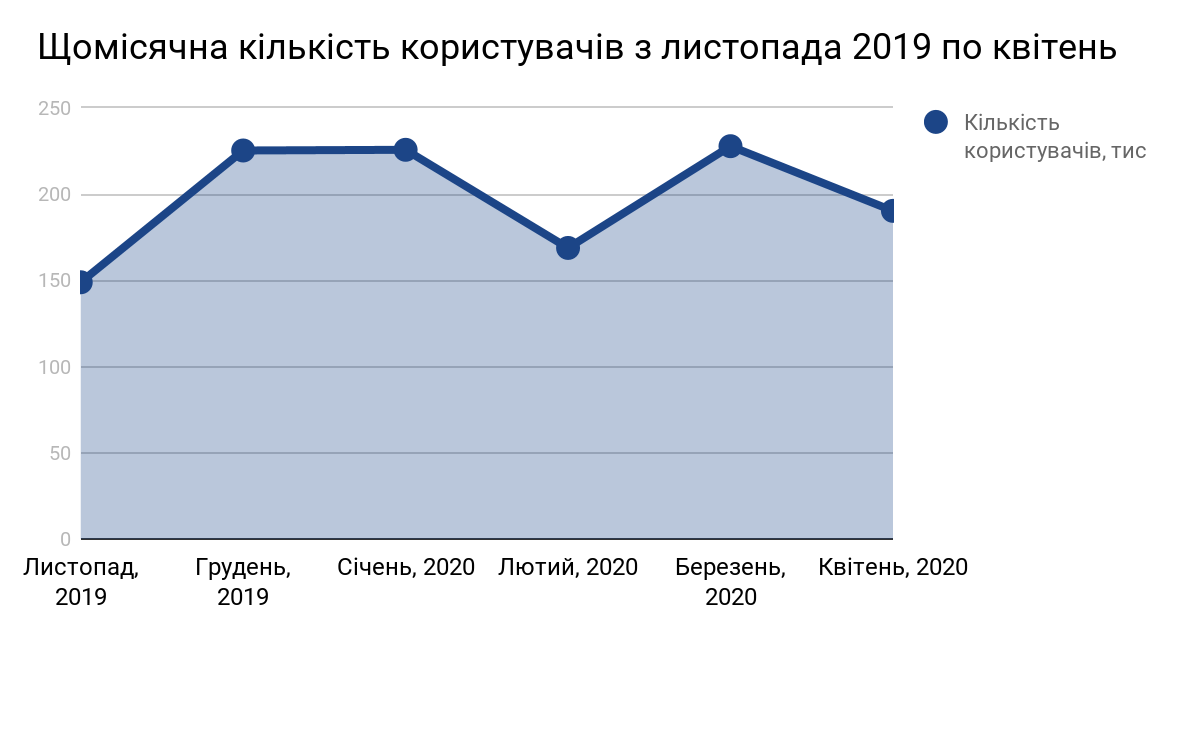 Щомісячна кількість користувачів з листопада 2019 по квітень
250
200
150
100
50
0
Кількість
користувачів, тис
Листопад,
2019
Грудень,
2019
Січень, 2020
Лютий, 2020
Березень,
2020
Квітень, 2020